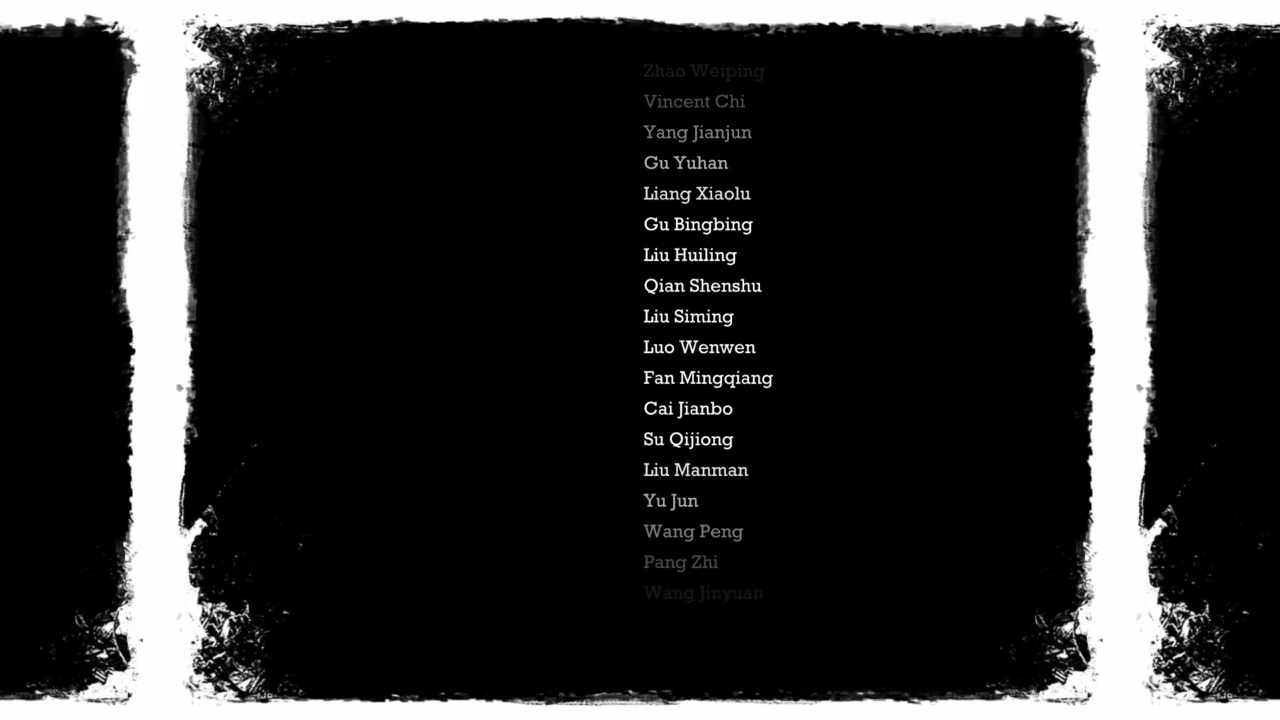 Zhao Weiping
Vincent Chi
Yang Jianjun
Gu Yuhan
Liang Xiaolu
Gu Bingbing
Liu Huiling
Qian Shenshu
Liu Siming
Luo Wenwen
Fan Mingqiang
Cai Jianbo
Su Qijiong
Liu Manman
Yu Jun
Wang Peng
Pang Zhi
Wang Jinyuan